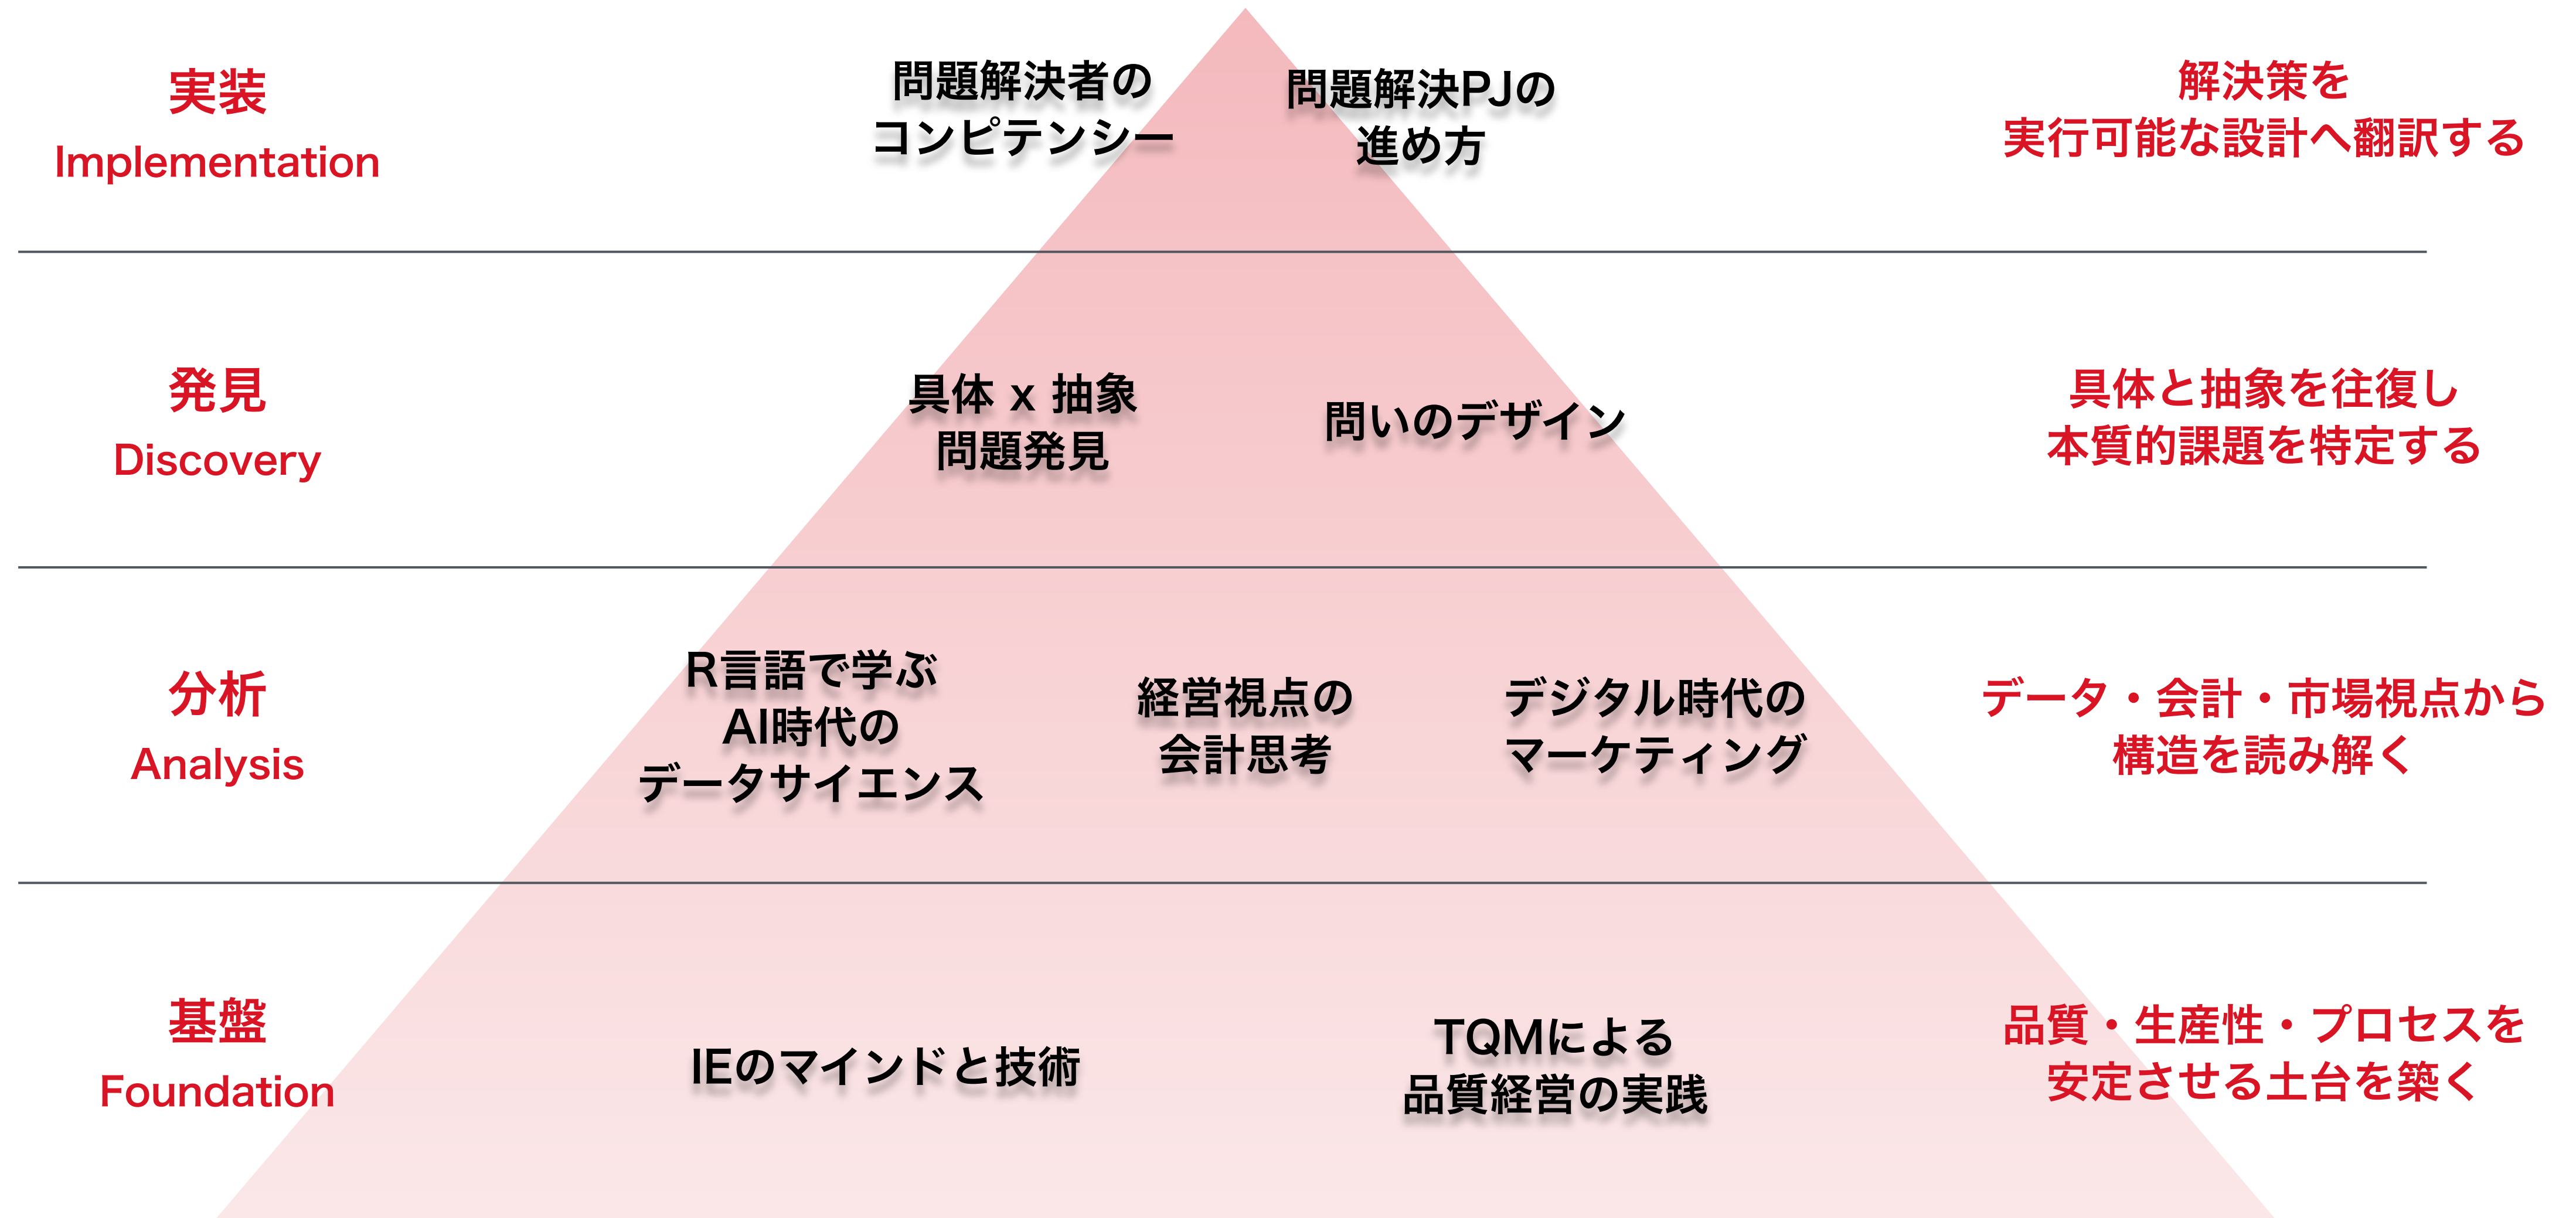 実装
Implementation
問題解決者の
コンピテンシー
問題解決PJの
進め方
解決策を
実行可能な設計へ翻訳する
発見
Discovery
具体 x 抽象
問題発見
問いのデザイン
具体と抽象を往復し
本質的課題を特定する
分析
Analysis
R言語で学ぶ
AI時代の
データサイエンス
経営視点の
会計思考
デジタル時代の
マーケティング
データ・会計・市場視点から
構造を読み解く
基盤
Foundation
IEのマインドと技術
TQMによる
品質経営の実践
品質・生産性・プロセスを
安定させる土台を築く